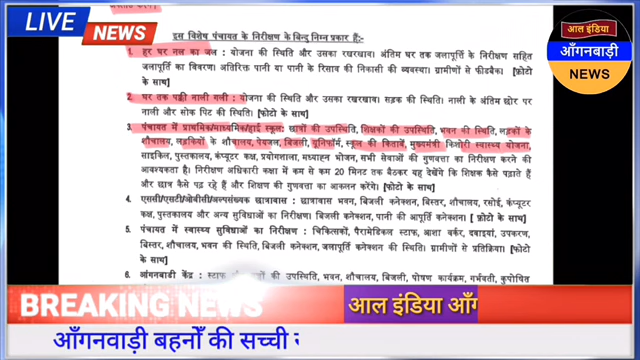 LIVE NEWS
आल इंडिया
आँगनबाड़ी
NEWS
इस विशेष पंचायत के निरीक्षण के बिन्दु निम्न प्रकार हैं:-
1. हर घर नल का जल : योजना की स्थिति और उसका रखरखाव। अंतिम घर तक जलापूर्ति के निरीक्षण सहित
जलापूर्ति का वितरण। अतिरिक्त पानी या पानी के रिसाव की निकासी की व्यवस्था। ग्रामीणों से फीडबैक। [फ़ोटो
के साथ]
2. घर तक पक्की नाली गली : योजना की स्थिति और उसका रखरखाव। सड़क की स्थिति। नाली के अंतिम छोर पर
नाली और सोक पिट की स्थिति। (फ़ोटो के साथ)
3. पंचायत में प्राथमिक/माध्यमिक/हाई स्कूल: छात्रों की उपस्थिति, शिक्षकों की उपस्थिति, भवन की स्थिति, लड़कों के
शौचालय, लड़कियों के शौचालय, पेयजल, बिजली, यूनिफॉर्म, स्कूल की किताबें, मुख्यमंत्री किशोरी स्वास्थ्य योजना,
साइकिल, पुस्तकालय, कंप्यूटर कक्ष, प्रयोगशाला, मध्याहन भोजन, सभी सेवाओं की गुणवत्ता का निरीक्षण करने की
आवश्यकता है। निरीक्षण अधिकारी कक्षा में कम से कम 20 मिनट तक बैठकर यह देखेंगे कि शिक्षक कैसे पढ़ाते हैं
और छात्र कैसे पढ़ रहे हैं और शिक्षण की गुणवत्ता का आकलन करेंगे। [फोटो के साथ)
4. एससी/एसटी/ओबीसी/अल्पसंख्यक छात्रावास : छात्रावास भवन, बिजली कनेक्शन, बिस्तर, शौचालय, रसोई, कंप्यूटर
कक्ष, पुस्तकालय और अन्य सुविधाओं का निरीक्षण। बिजली कनेक्शन, पानी की आपूर्ति कनेक्शन। [ फ़ोटो के साथ]
5. पंचायत में स्वास्थ्य सुविधाओं का निरीक्षण : चिकित्सकों, पैरामेडिकल स्टाफ, आशा वर्कर, दवाइयां, उपकरण,
बिस्तर, शौचालय, भवन की स्थिति, बिजली कनेक्शन, जलापूर्ति कनेक्शन की स्थिति। ग्रामीणों से प्रतिक्रिया। [फ़ोटो
के साथ]
6. आँगनबाडी केंद्र : स्टाफ की उपस्थिति, भवन, शौचालय, बिजली, पोषण कार्यक्रम, गर्भवती, कुपोषित
BREAKING NEWS
आल इंडिया आँग
आँगनवाड़ी बहनोँ की सच्ची